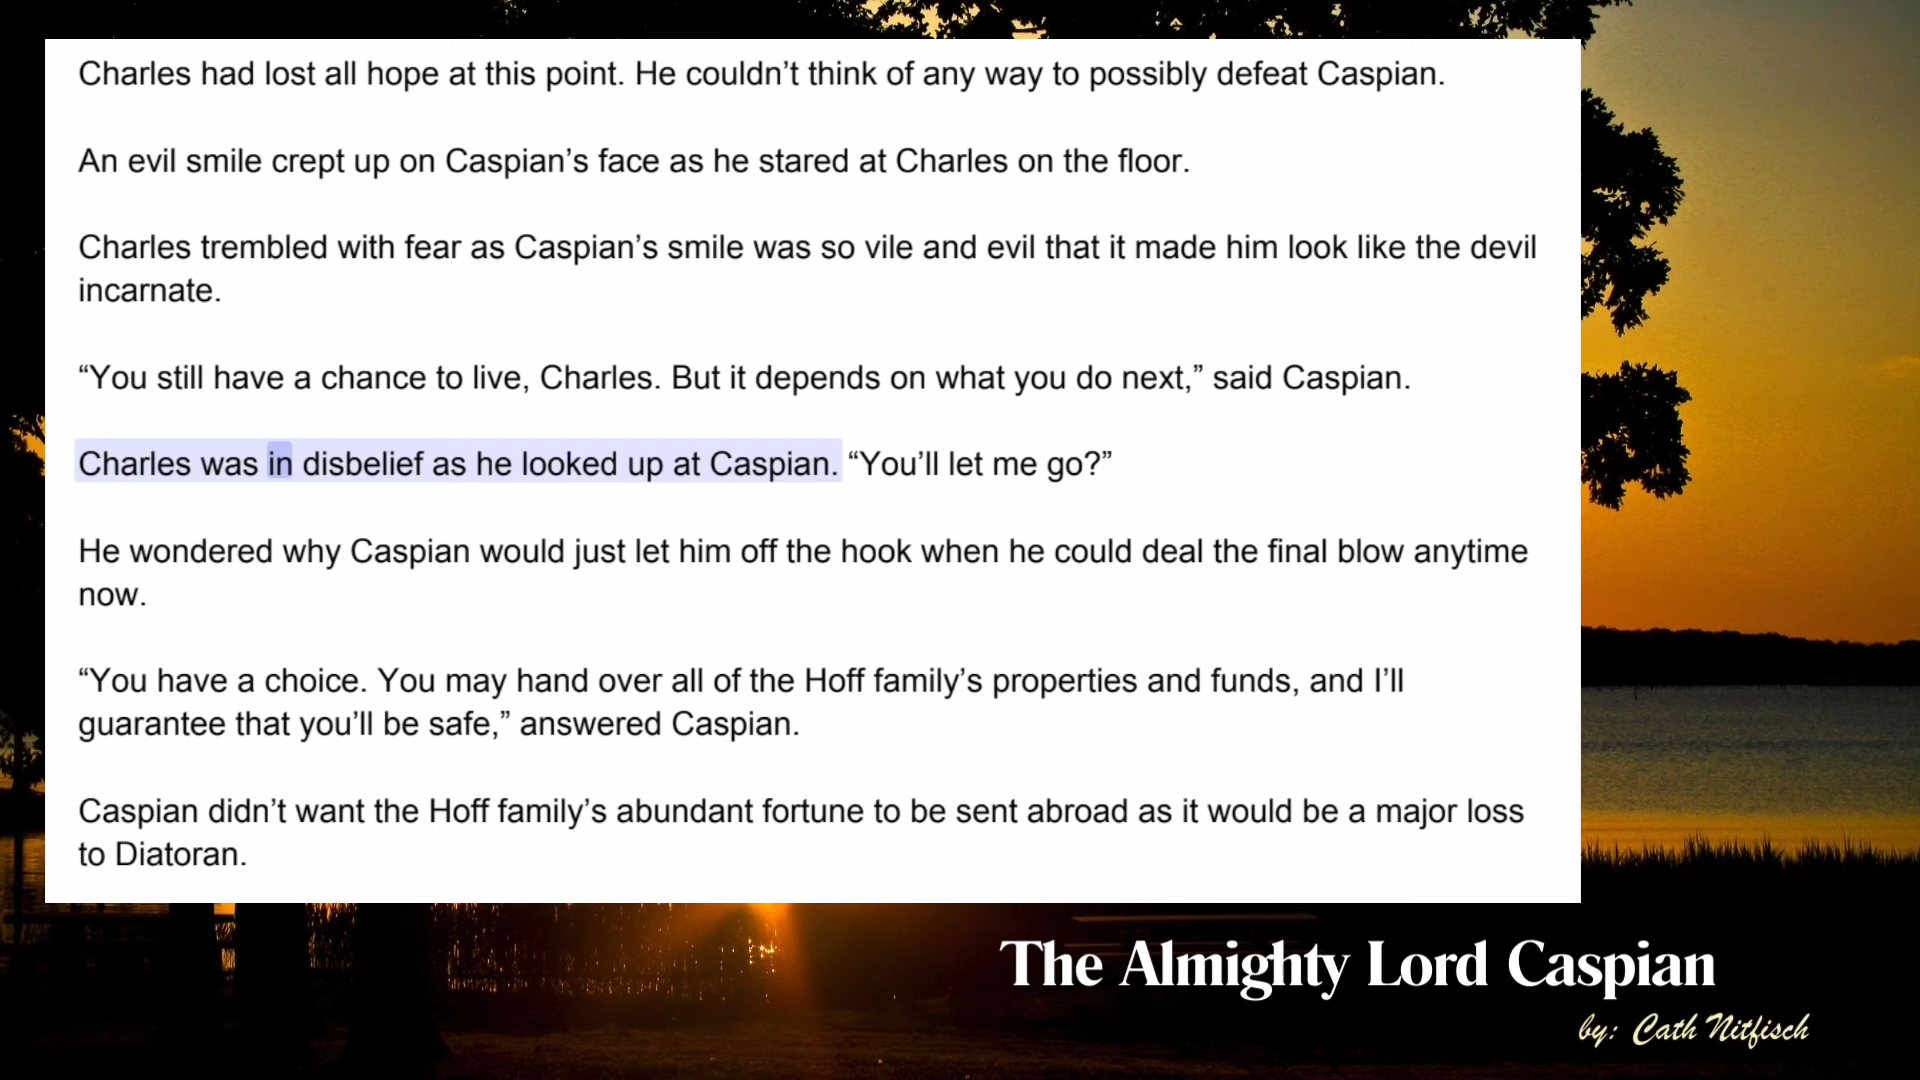 Charles had lost all hope at this point. He couldn’t think of any way to possibly defeat Caspian.
An evil smile crept up on Caspian’s face as he stared at Charles on the floor.
Charles trembled with fear as Caspian’s smile was so vile and evil that it made him look like the devil
incarnate.
“You still have a chance to live, Charles. But it depends on what you do next,” said Caspian.
Charles was in disbelief as he looked up at Caspian. “You’ll let me go?”
He wondered why Caspian would just let him off the hook when he could deal the final blow anytime
now.
“You have a choice. You may hand over all of the Hoff family’s properties and funds, and I’ll
guarantee that you’ll be safe,” answered Caspian.
Caspian didn’t want the Hoff family’s abundant fortune to be sent abroad as it would be a major loss
to Diatoran.
The Almighty Lord Caspian
by: Cath Nitfisch